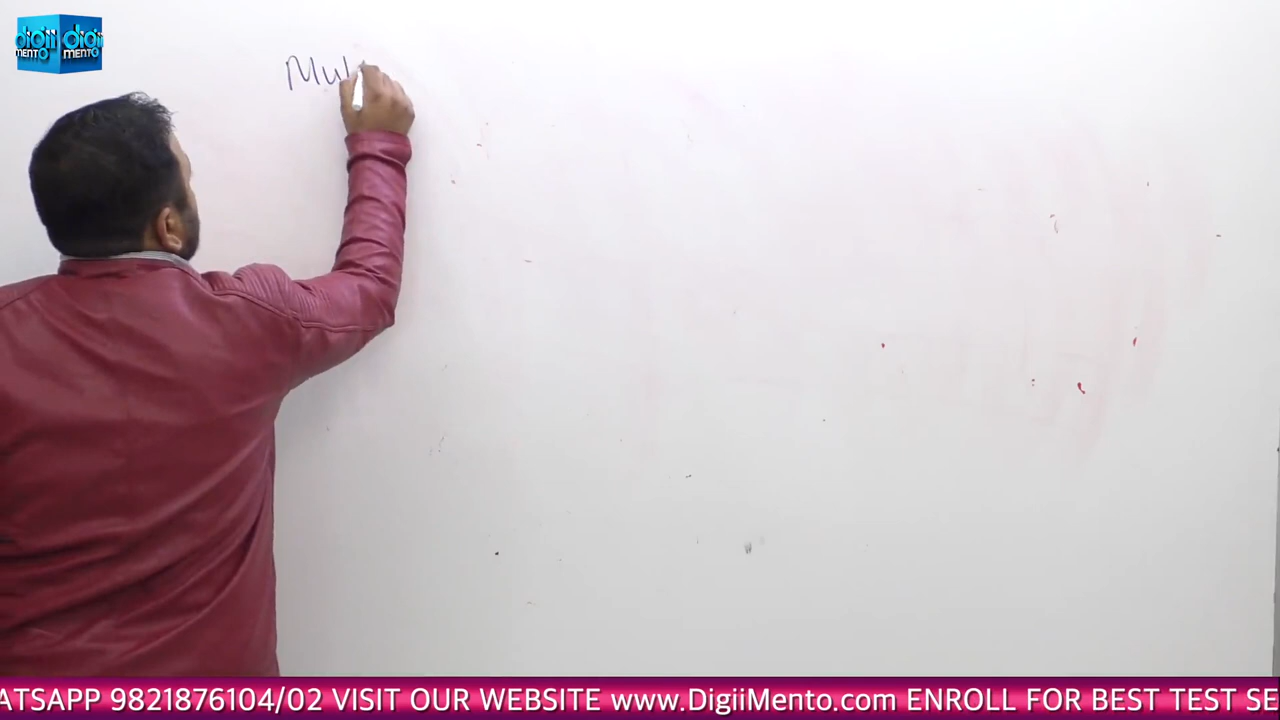 digii digii
MENTO MENTO
Mul
ATSAPP 9821876104/02 VISIT OUR WEBSITE www.DigiiMento.com ENROLL FOR BEST TEST SE